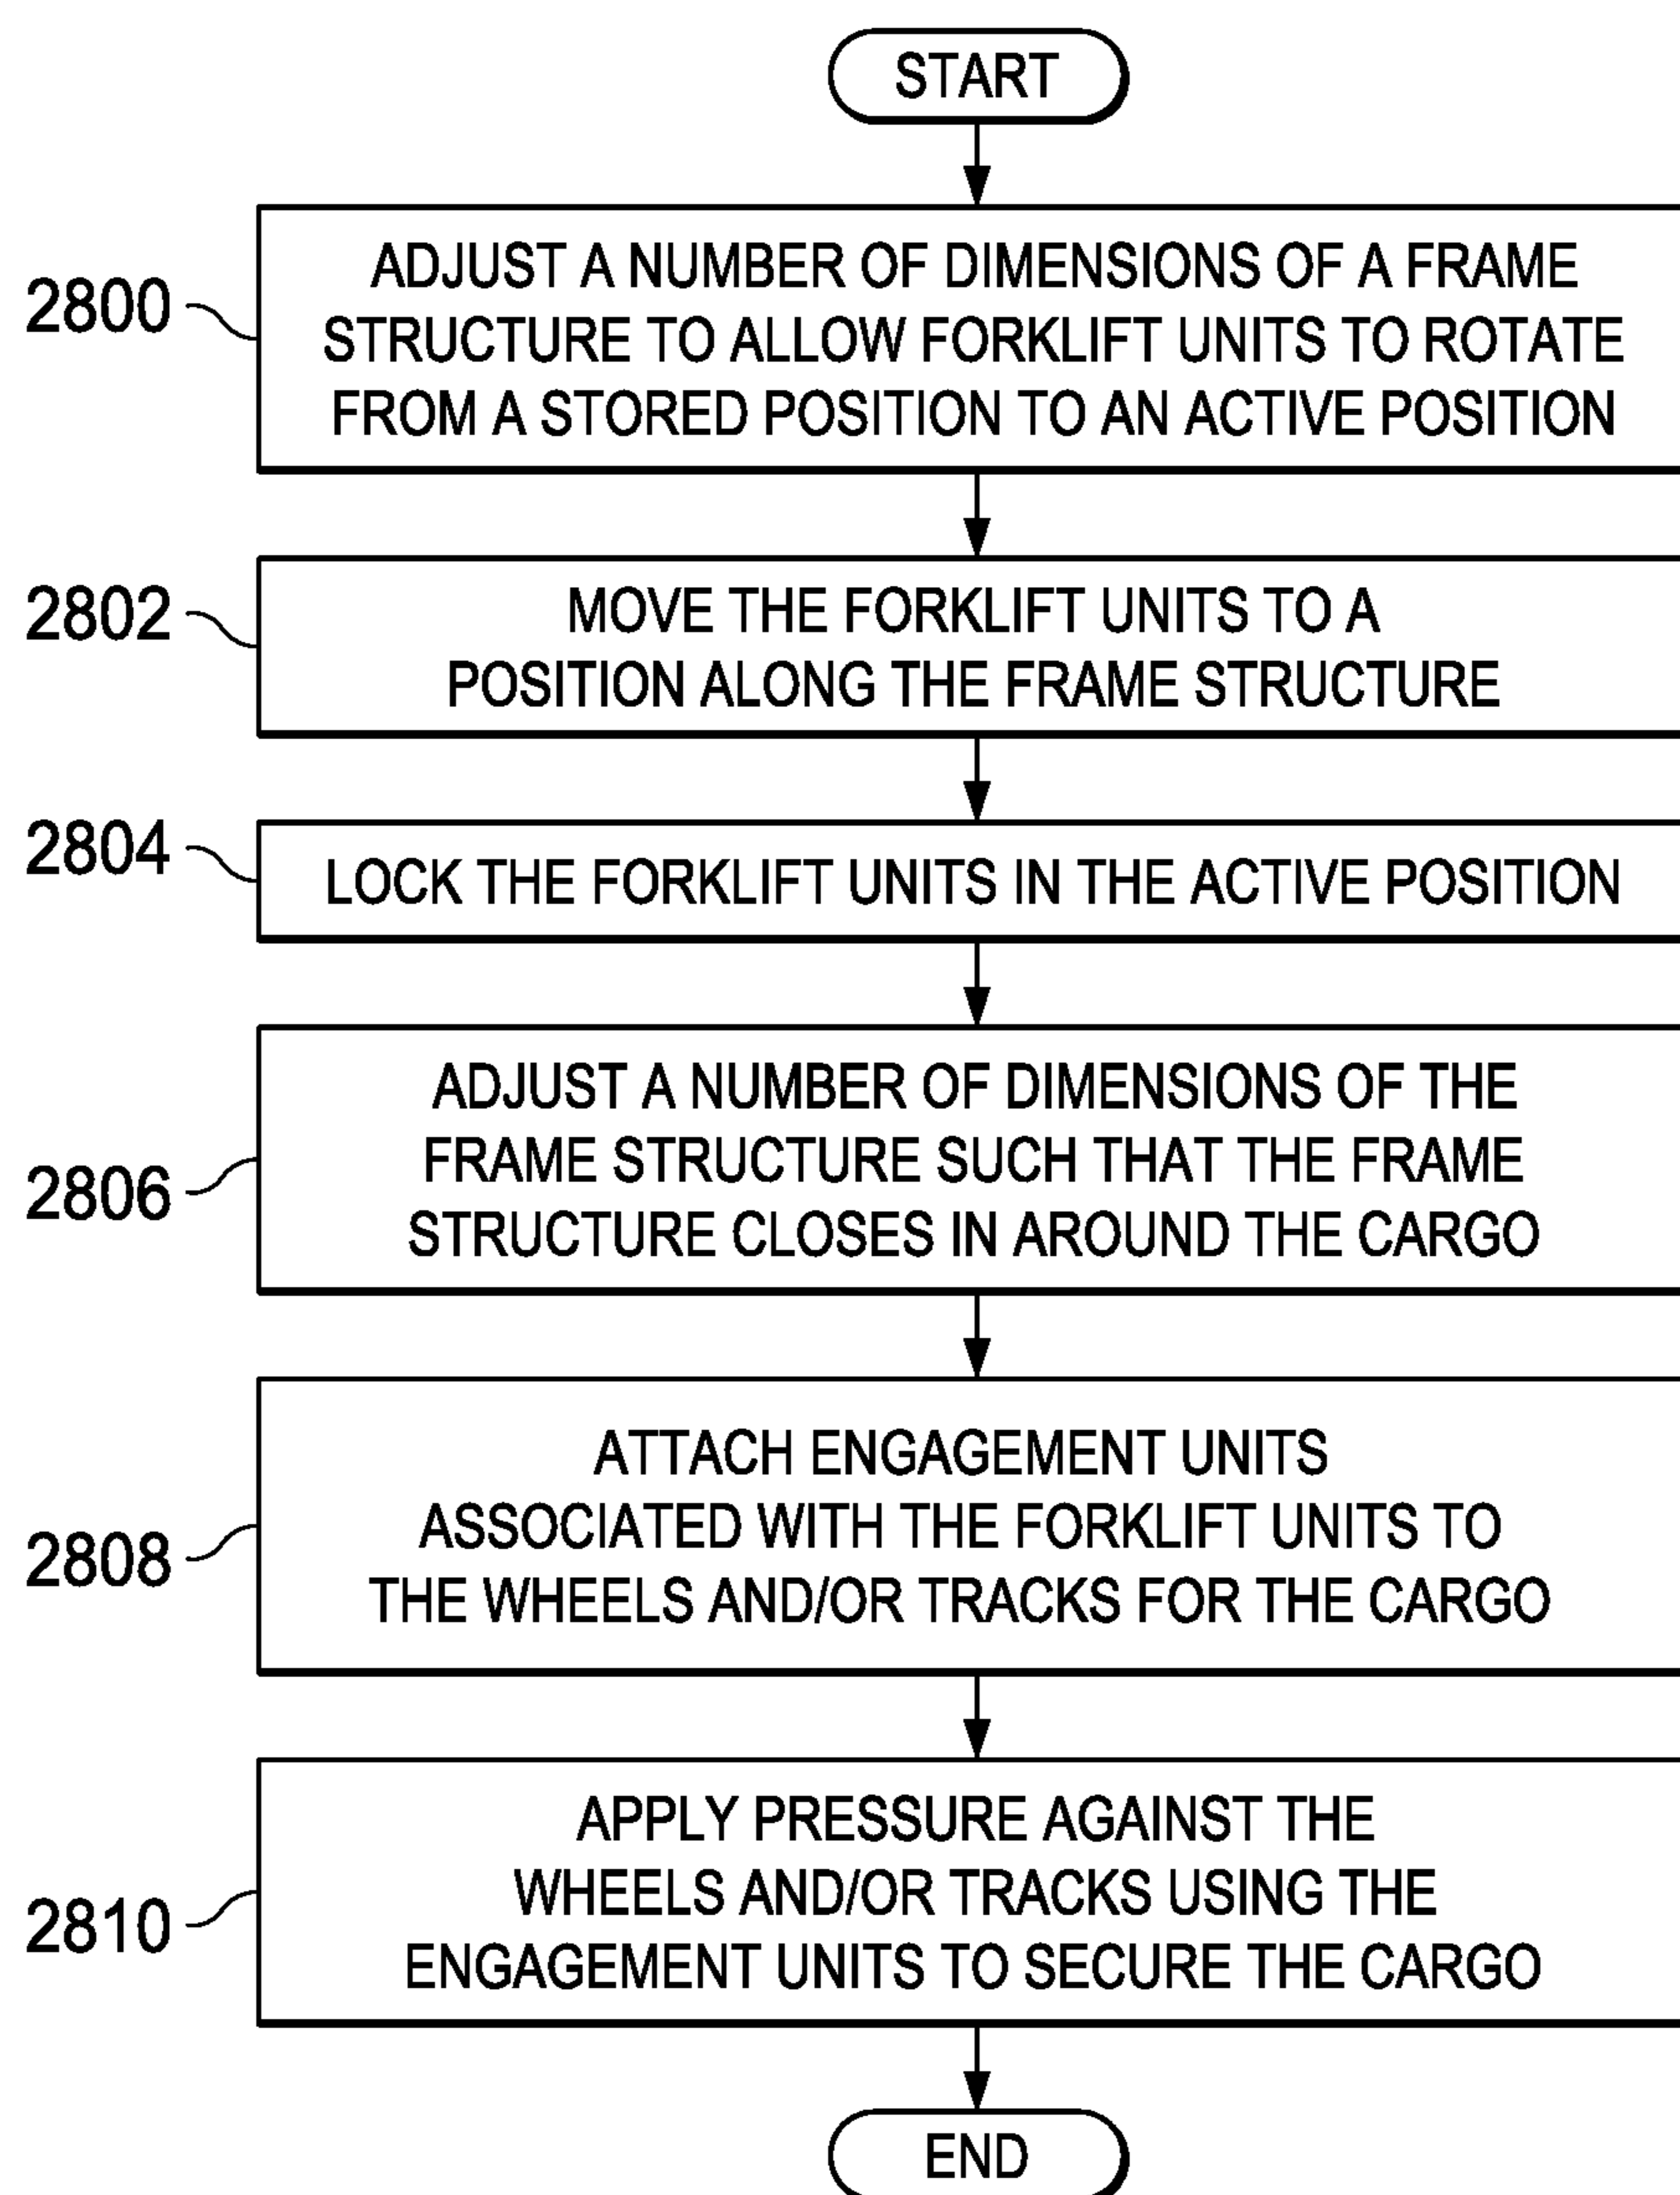 START
2800
ADJUST A NUMBER OF DIMENSIONS OF A FRAME
STRUCTURE TO ALLOW FORKLIFT UNITS TO ROTATE
FROM A STORED POSITION TO AN ACTIVE POSITION
2802
MOVE THE FORKLIFT UNITS TO A
POSITION ALONG THE FRAME STRUCTURE
2804
LOCK THE FORKLIFT UNITS IN THE ACTIVE POSITION
2806
ADJUST A NUMBER OF DIMENSIONS OF THE
FRAME STRUCTURE SUCH THAT THE FRAME
STRUCTURE CLOSES IN AROUND THE CARGO
2808
ATTACH ENGAGEMENT UNITS
ASSOCIATED WITH THE FORKLIFT UNITS TO
THE WHEELS AND/OR TRACKS FOR THE CARGO
2810
APPLY PRESSURE AGAINST THE
WHEELS AND/OR TRACKS USING THE
ENGAGEMENT UNITS TO SECURE THE CARGO
END